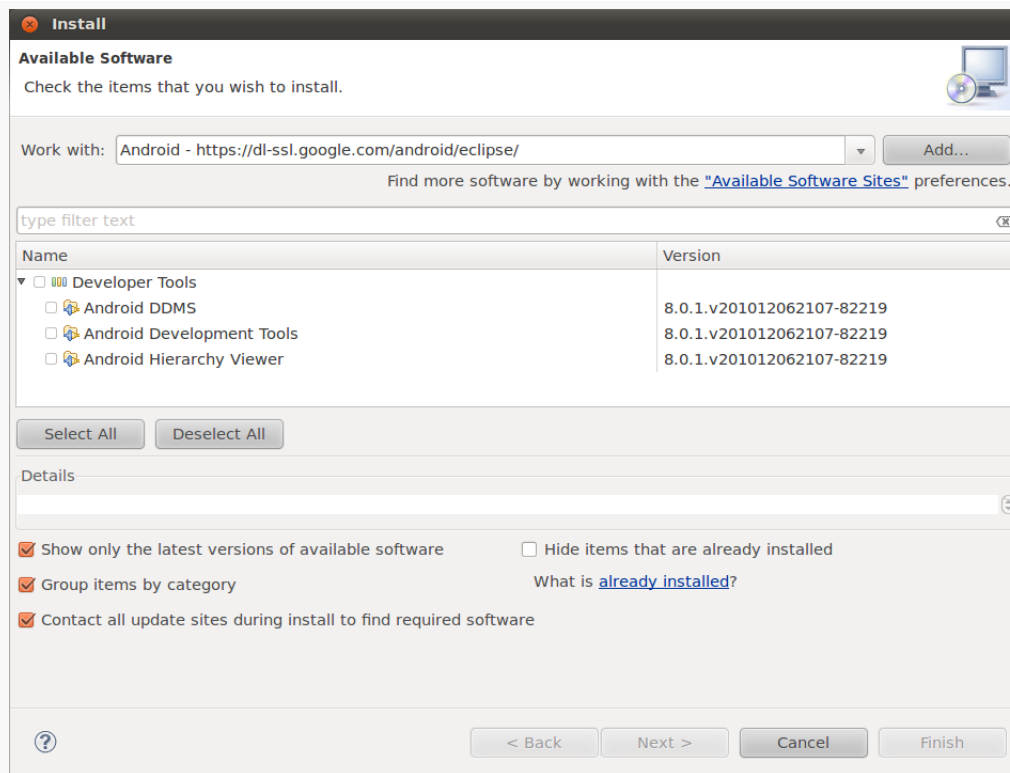 Install
Available Software
Check the items that you wish to install.
Work with: Android - https://dl-ssl.google.com/android/eclipse/ Add...
Find more software by working with the "Available Software Sites" preferences.
type filter text
Name Version
Developer Tools
Android DDMS 8.0.1.v201012062107-82219
Android Development Tools 8.0.1.v201012062107-82219
Android Hierarchy Viewer 8.0.1.v201012062107-82219
Select All Deselect All
Details
Show only the latest versions of available software Hide items that are already installed
Group items by category What is already installed?
Contact all update sites during install to find required software
? < Back Next > Cancel Finish